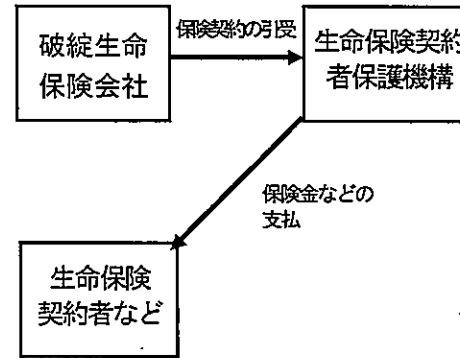 破綻生命
保険会社
保険契約の引受
生命保険契約
者保護機構
保険金などの
支払
生命保険
契約者など